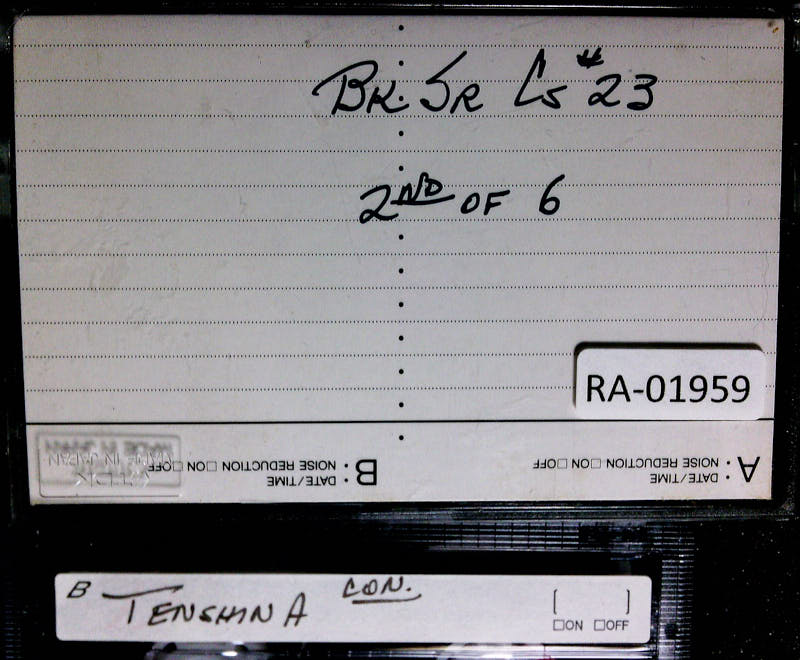 BK SR Cs #23
2ND OF 6
RA-01959
A • DATE/TIME
• NOISE REDUCTION □ ON □ OFF
B • DATE/TIME
• NOISE REDUCTION □ ON □ OFF
TDK
MADE IN JAPAN
B TENSHIN A CON.
[ ]
□ON □OFF